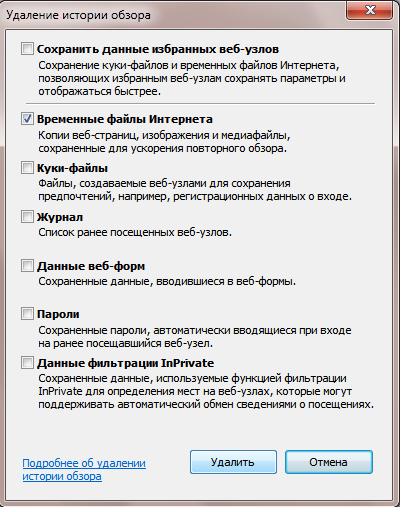 Удаление истории обзора
Сохранить данные избранных веб-узлов
Сохранение куки-файлов и временных файлов Интернета,
позволяющих избранным веб-узлам сохранять параметры и
отображаться быстрее.
Временные файлы Интернета
Копии веб-страниц, изображения и медиафайлы,
сохраненные для ускорения повторного обзора.
Куки-файлы
Файлы, создаваемые веб-узлами для сохранения
предпочтений, например, регистрационных данных о входе.
Журнал
Список ранее посещенных веб-узлов.
Данные веб-форм
Сохраненные данные, вводившиеся в веб-формы.
Пароли
Сохраненные пароли, автоматически вводящиеся при входе
на ранее посещавшийся веб-узел.
Данные фильтрации InPrivate
Сохраненные данные, используемые функцией фильтрации
InPrivate для определения мест на веб-узлах, которые могут
поддерживать автоматический обмен сведениями о посещениях.
Подробнее об удалении
истории обзора
Удалить
Отмена